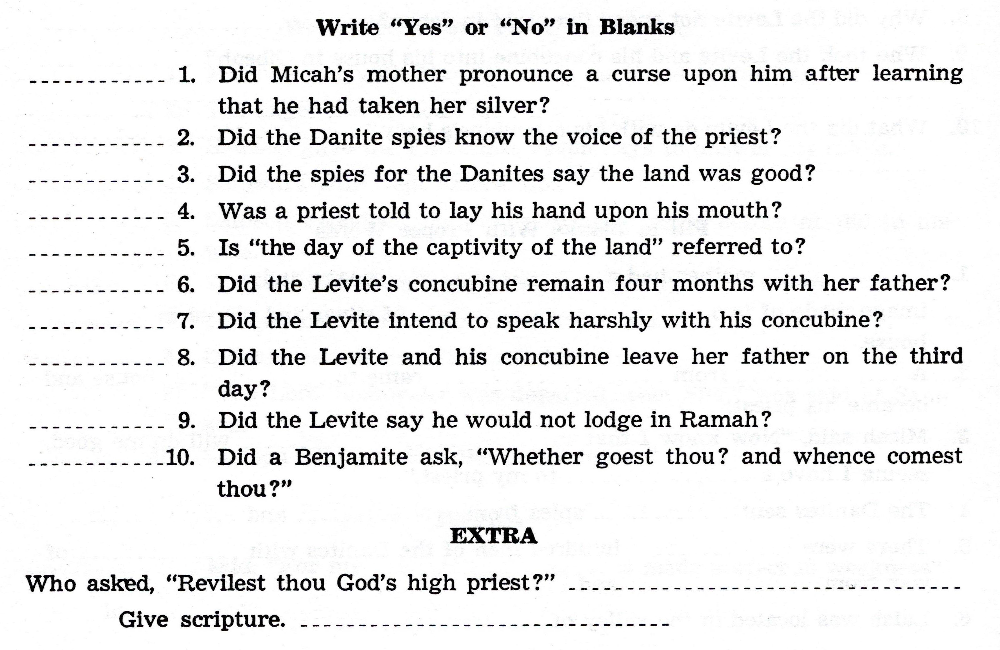 Write “Yes” or “No” in Blanks
------------ 1. Did Micah’s mother pronounce a curse upon him after learning
that he had taken her silver?
------------ 2. Did the Danite spies know the voice of the priest?
------------ 3. Did the spies for the Danites say the land was good?
------------ 4. Was a priest told to lay his hand upon his mouth?
------------ 5. Is “the day of the captivity of the land” referred to?
------------ 6. Did the Levite’s concubine remain four months with her father?
------------ 7. Did the Levite intend to speak harshly with his concubine?
------------ 8. Did the Levite and his concubine leave her father on the third
day?
------------ 9. Did the Levite say he would not lodge in Ramah?
------------10. Did a Benjamite ask, “Whether goest thou? and whence comest
thou?”
EXTRA
Who asked, “Revilest thou God’s high priest?” ----------------------------------
Give scripture. --------------------------------